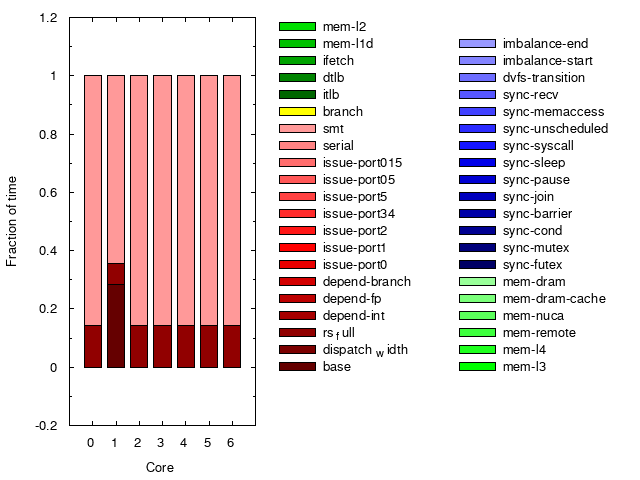 1.2
1
0.8
0.6
0.4
0.2
0
-0.2
Fraction of time
0 1 2 3 4 5 6
Core
mem-l2
mem-l1d
ifetch
dtlb
itlb
branch
smt
serial
issue-port015
issue-port05
issue-port5
issue-port34
issue-port2
issue-port1
issue-port0
depend-branch
depend-fp
depend-int
rs f ull
dispatch w idth
base
imbalance-end
imbalance-start
dvfs-transition
sync-recv
sync-memaccess
sync-unscheduled
sync-syscall
sync-sleep
sync-pause
sync-join
sync-barrier
sync-cond
sync-mutex
sync-futex
mem-dram
mem-dram-cache
mem-nuca
mem-remote
mem-l4
mem-l3